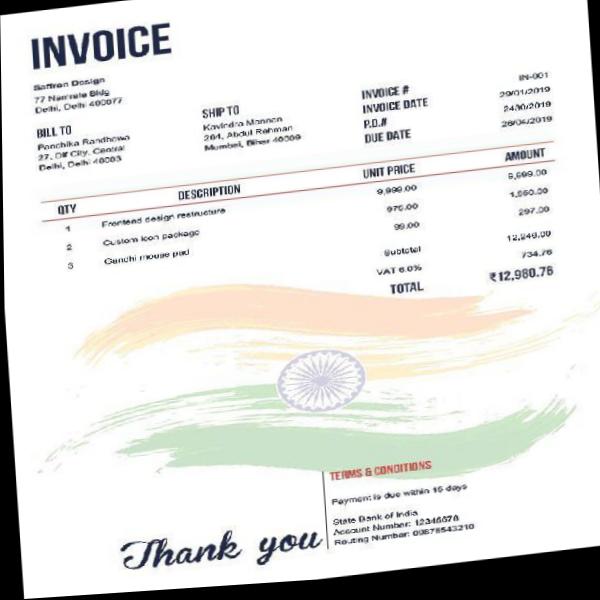 INVOICE
Saffron Design
77 Namrata Bldg
Delhi, Delhi 400077
BILL TO
Panchika Randhawa
27, Dlf City, Central
Delhi, Delhi 40003
SHIP TO
Kavindra Mannan
264, Abdul Rehman
Mumbai, Bihar 40009
INVOICE # IN-001
INVOICE DATE 29/01/2019
P.O.# 2430/2019
DUE DATE 26/04/2019
QTY DESCRIPTION UNIT PRICE AMOUNT
1 Frontend design restructure 9,999.00 9,999.00
2 Custom icon package 975.00 1,950.00
3 Gandhi mouse pad 99.00 297.00
Subtotal 12,246.00
VAT 6.0% 734.76
TOTAL ₹12,980.76
TERMS & CONDITIONS
Payment is due within 15 days
State Bank of India
Account Number: 12345678
Routing Number: 09876543210
Thank you